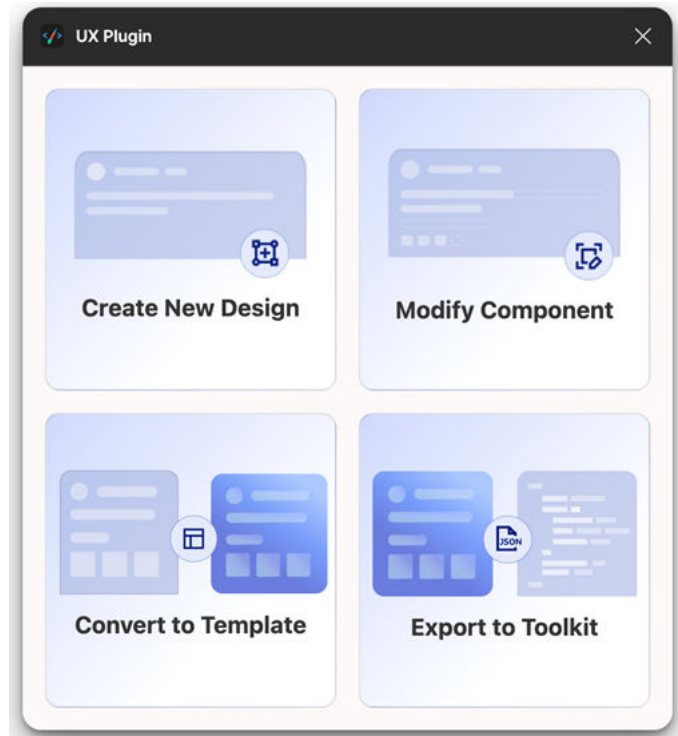 UX Plugin
Create New Design
Modify Component
Convert to Template
JSON
Export to Toolkit